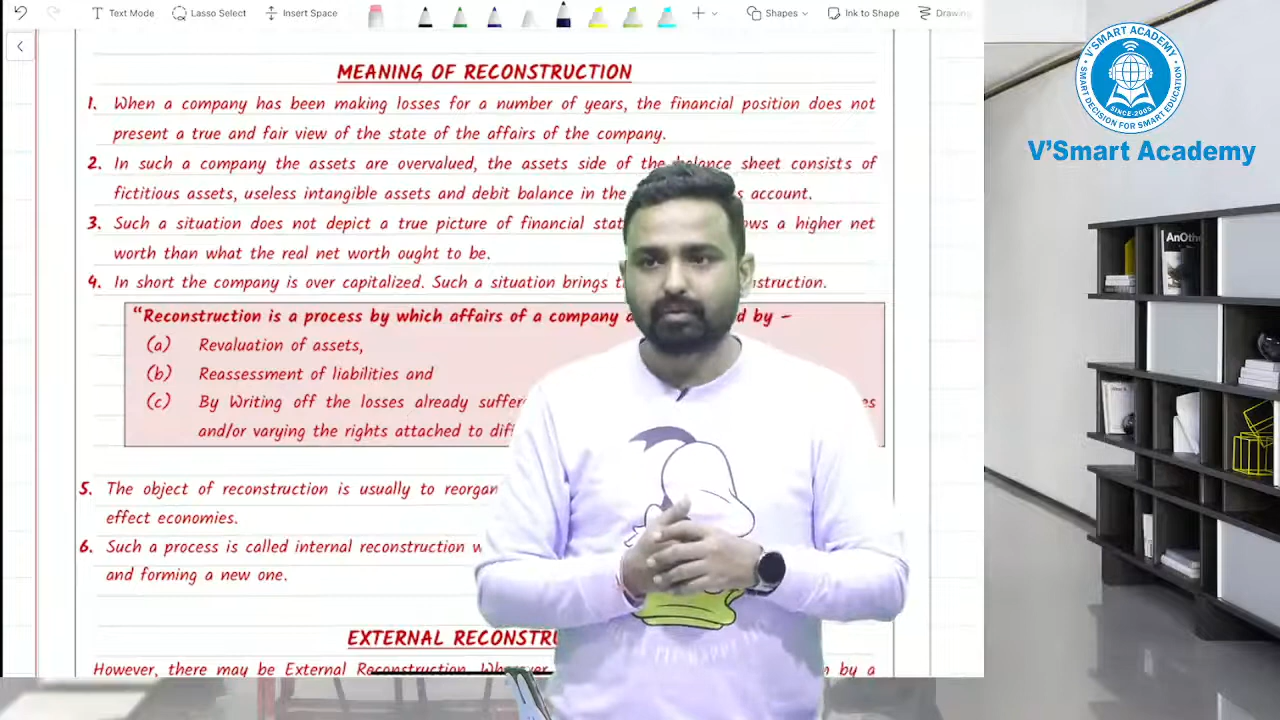 Text Mode Lasso Select Insert Space Shapes Ink to Shape Drawing
MEANING OF RECONSTRUCTION
1. When a company has been making losses for a number of years, the financial position does not
present a true and fair view of the state of the affairs of the company.
2. In such a company the assets are overvalued, the assets side of the balance sheet consists of
fictitious assets, useless intangible assets and debit balance in the account.
3. Such a situation does not depict a true picture of financial a higher net
worth than what the real net worth ought to be.
4. In short the company is over capitalized. Such a situation brings
“Reconstruction is a process by which affairs of a company by –
(a) Revaluation of assets,
(b) Reassessment of liabilities and
(c) By Writing off the losses already
and/or varying the rights attached to
5. The object of reconstruction is usually to
effect economies.
6. Such a process is called internal reconstruction
and forming a new one.
EXTERNAL
However, there may be External Reconstruction. by a
V'SMART ACADEMY
SINCE-2005
SMART DECISION FOR SMART EDUCATION
V'Smart Academy